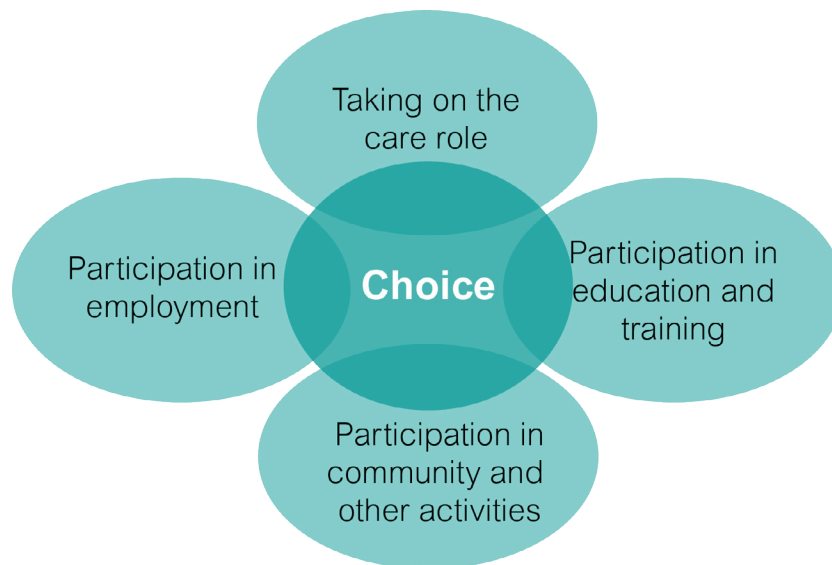 Taking on the
care role
Participation in
employment
Choice
Participation in
education and
training
Participation in
community and
other activities